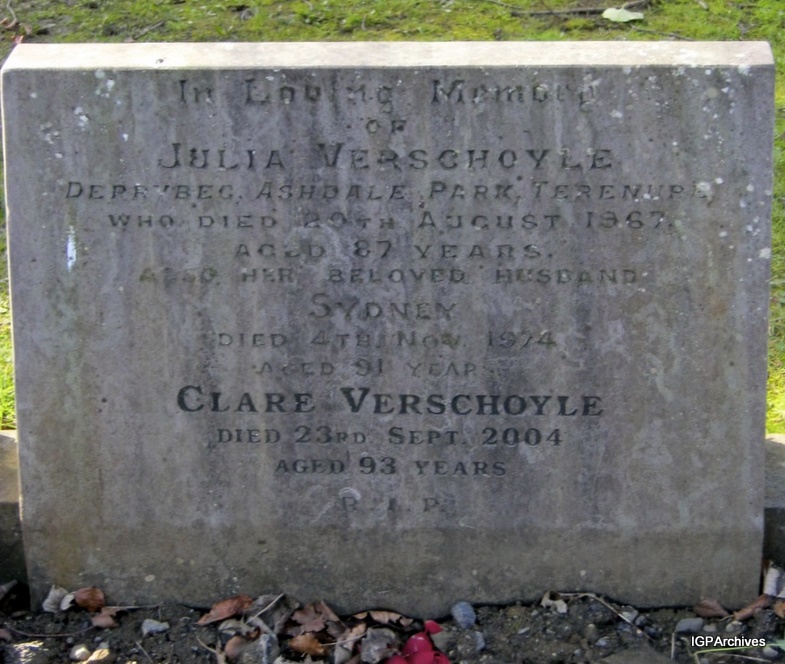 In Loving Memory
OF
JULIA VERSCHOYLE
DERRYBEG, ASHDALE PARK, TERENURE,
WHO DIED 29TH AUGUST 1967,
AGED 87 YEARS.
ALSO HER BELOVED HUSBAND
SYDNEY
DIED 4TH NOV. 1974
AGED 91 YEARS
CLARE VERSCHOYLE
DIED 23RD SEPT. 2004
AGED 93 YEARS
R.I.P.
IGPArchives